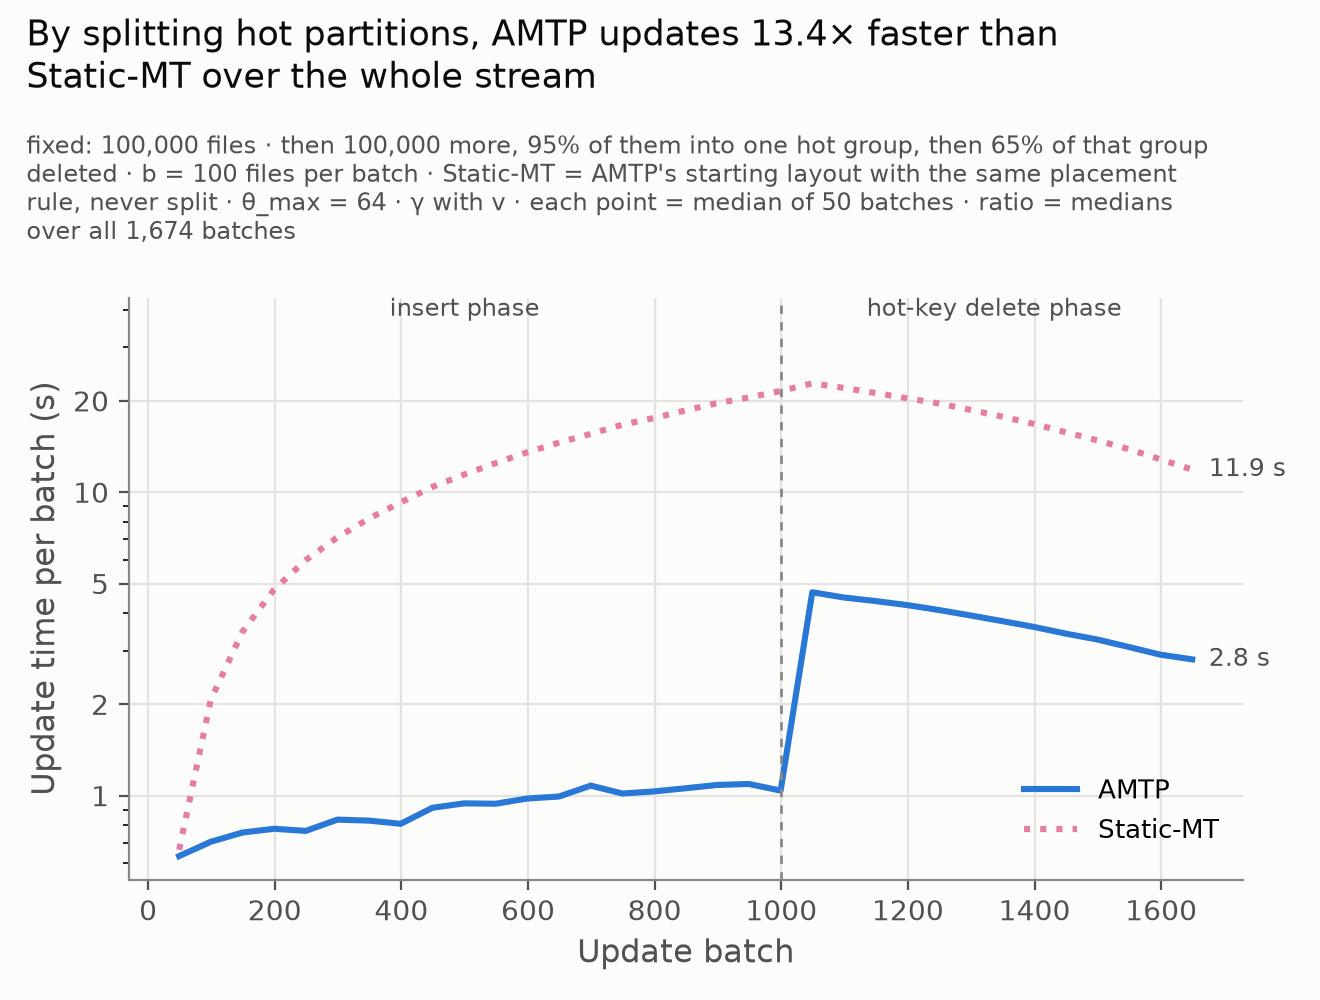 By splitting hot partitions, AMTP updates 13.4× faster than
Static-MT over the whole stream
fixed: 100,000 files · then 100,000 more, 95% of them into one hot group, then 65% of that group
deleted · b = 100 files per batch · Static-MT = AMTP's starting layout with the same placement
rule, never split · θ_max = 64 · γ with v · each point = median of 50 batches · ratio = medians
over all 1,674 batches
insert phase
hot-key delete phase
Update time per batch (s)
20
10
5
2
1
11.9 s
2.8 s
AMTP
Static-MT
0
200
400
600
800
1000
1200
1400
1600
Update batch